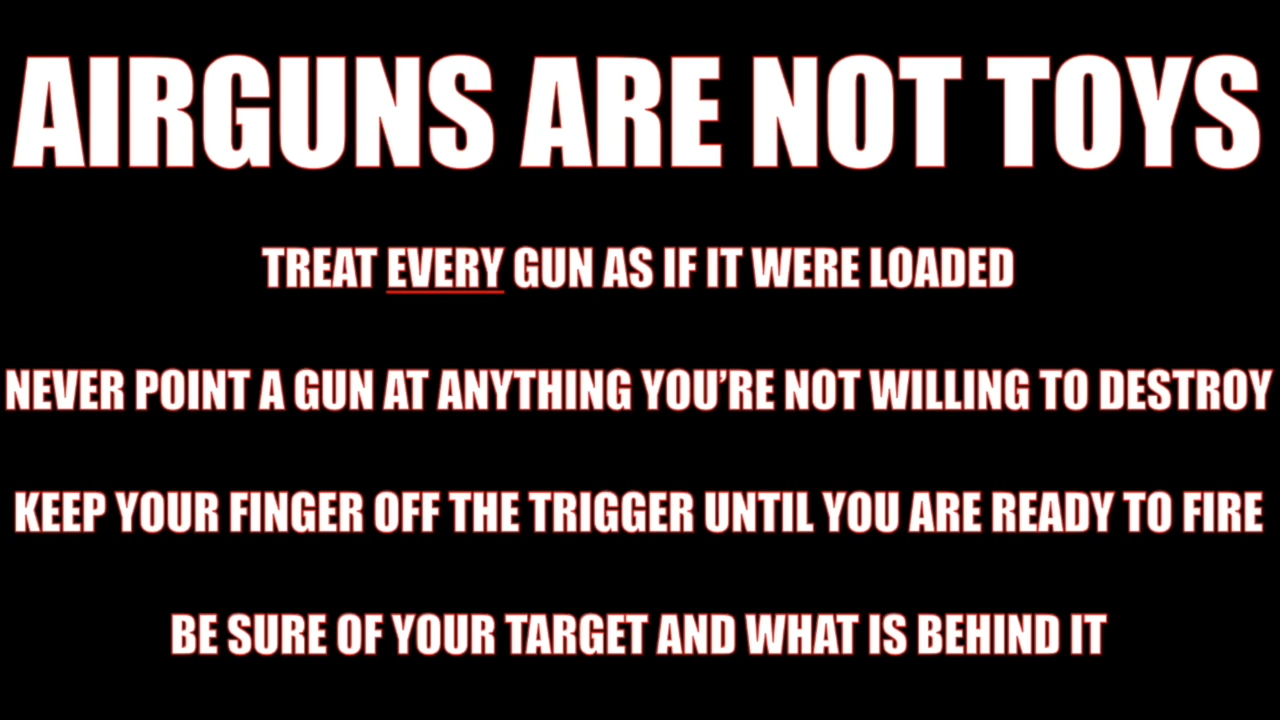 AIRGUNS ARE NOT TOYS
TREAT EVERY GUN AS IF IT WERE LOADED
NEVER POINT A GUN AT ANYTHING YOU’RE NOT WILLING TO DESTROY
KEEP YOUR FINGER OFF THE TRIGGER UNTIL YOU ARE READY TO FIRE
BE SURE OF YOUR TARGET AND WHAT IS BEHIND IT